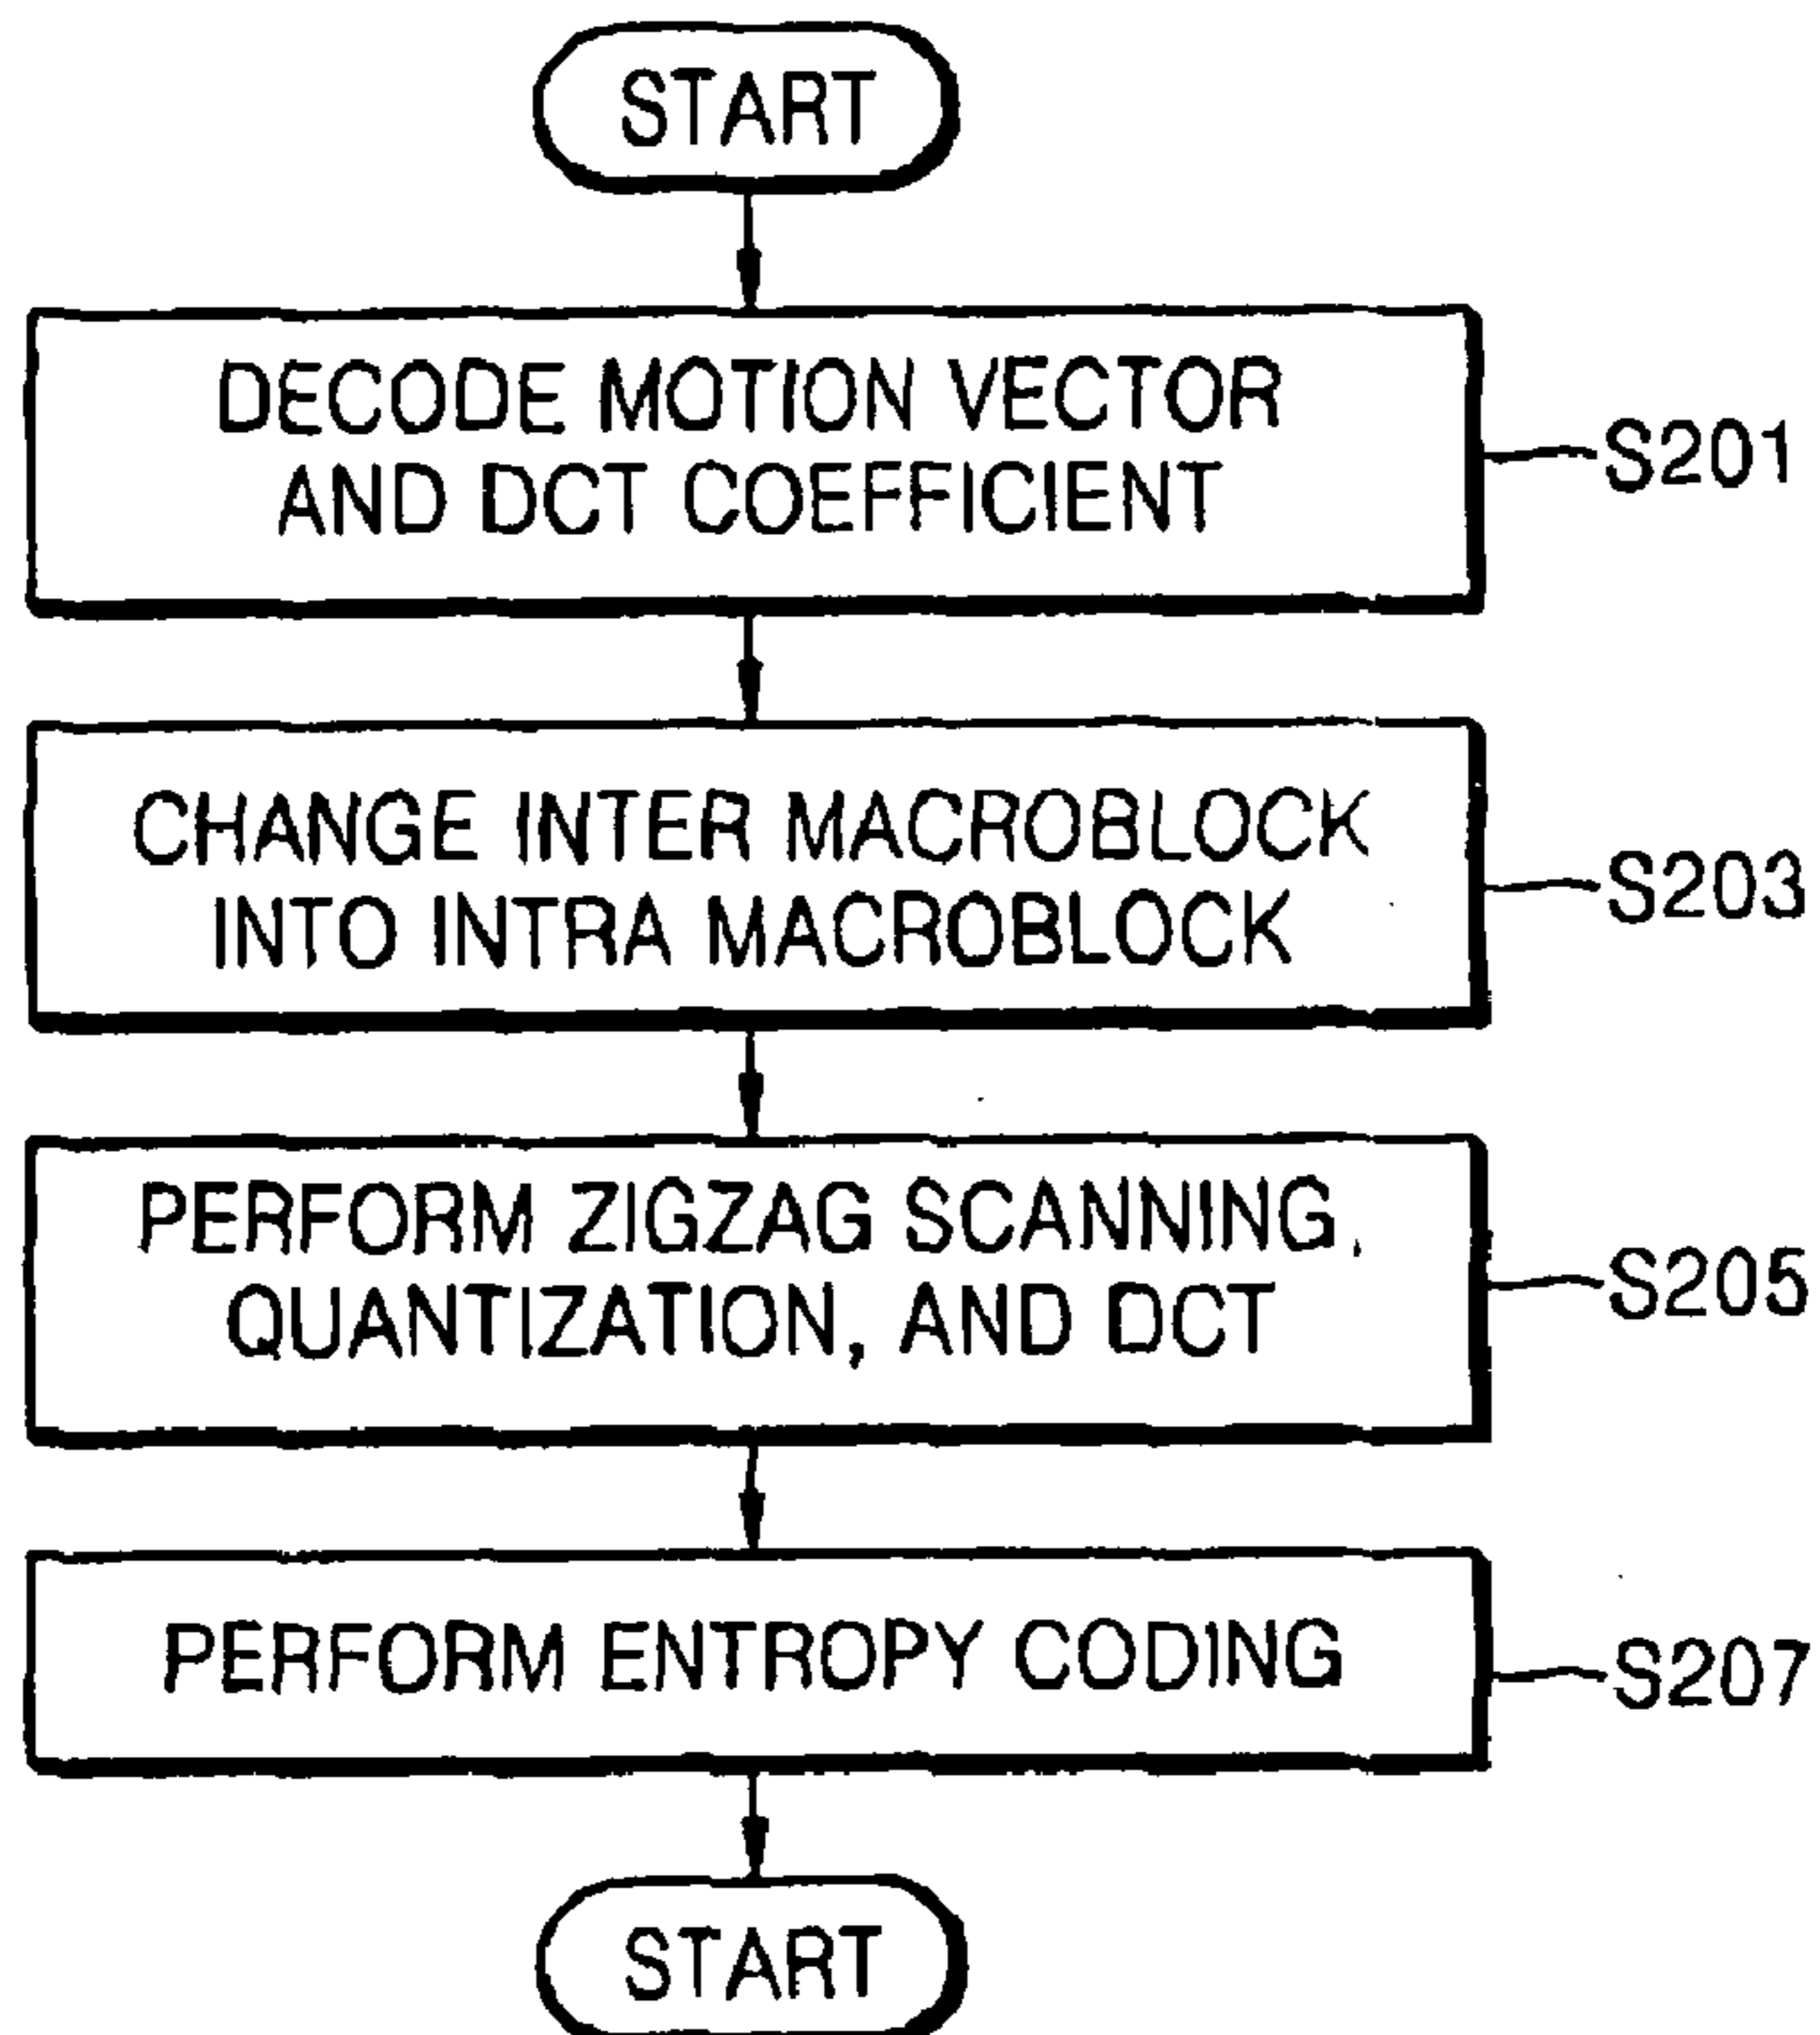 START
DECODE MOTION VECTOR
AND DCT COEFFICIENT
S201
CHANGE INTER MACROBLOCK
INTO INTRA MACROBLOCK
S203
PERFORM ZIGZAG SCANNING,
QUANTIZATION, AND DCT
S205
PERFORM ENTROPY CODING
S207
START